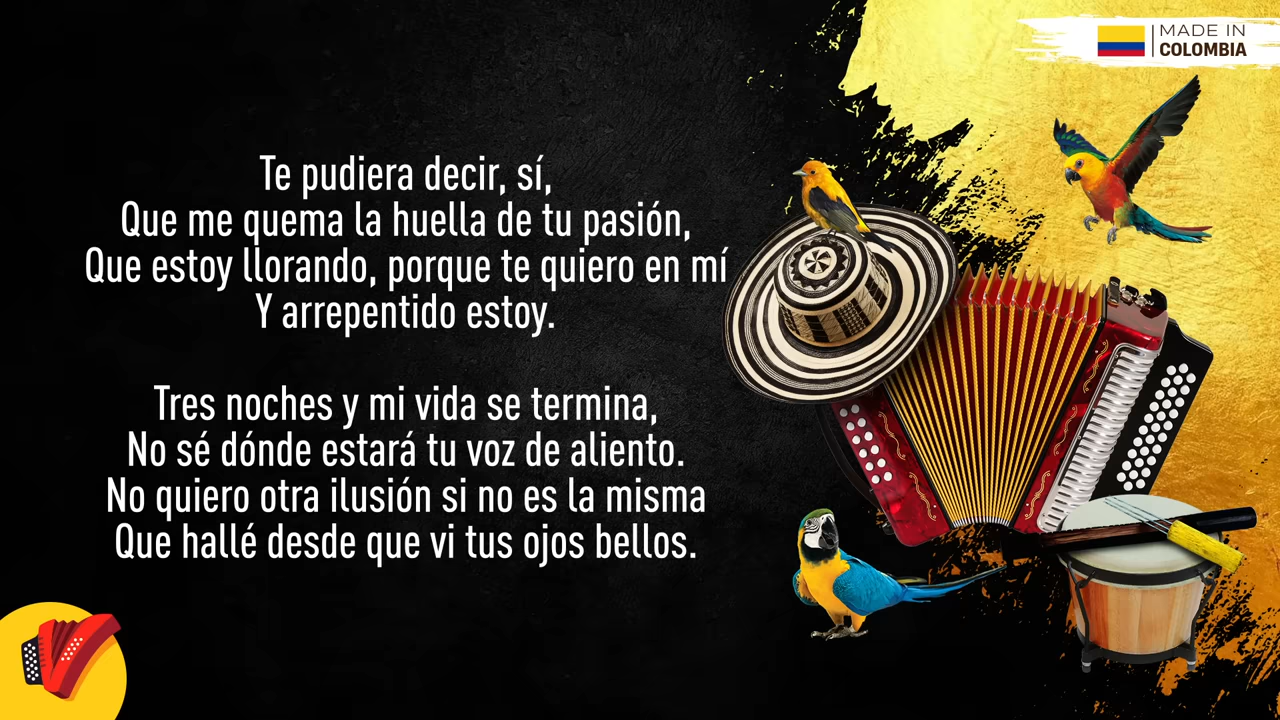 MADE IN
COLOMBIA
Te pudiera decir, sí,
Que me quema la huella de tu pasión,
Que estoy llorando, porque te quiero en mí
Y arrepentido estoy.
Tres noches y mi vida se termina,
No sé dónde estará tu voz de aliento.
No quiero otra ilusión si no es la misma
Que hallé desde que vi tus ojos bellos.